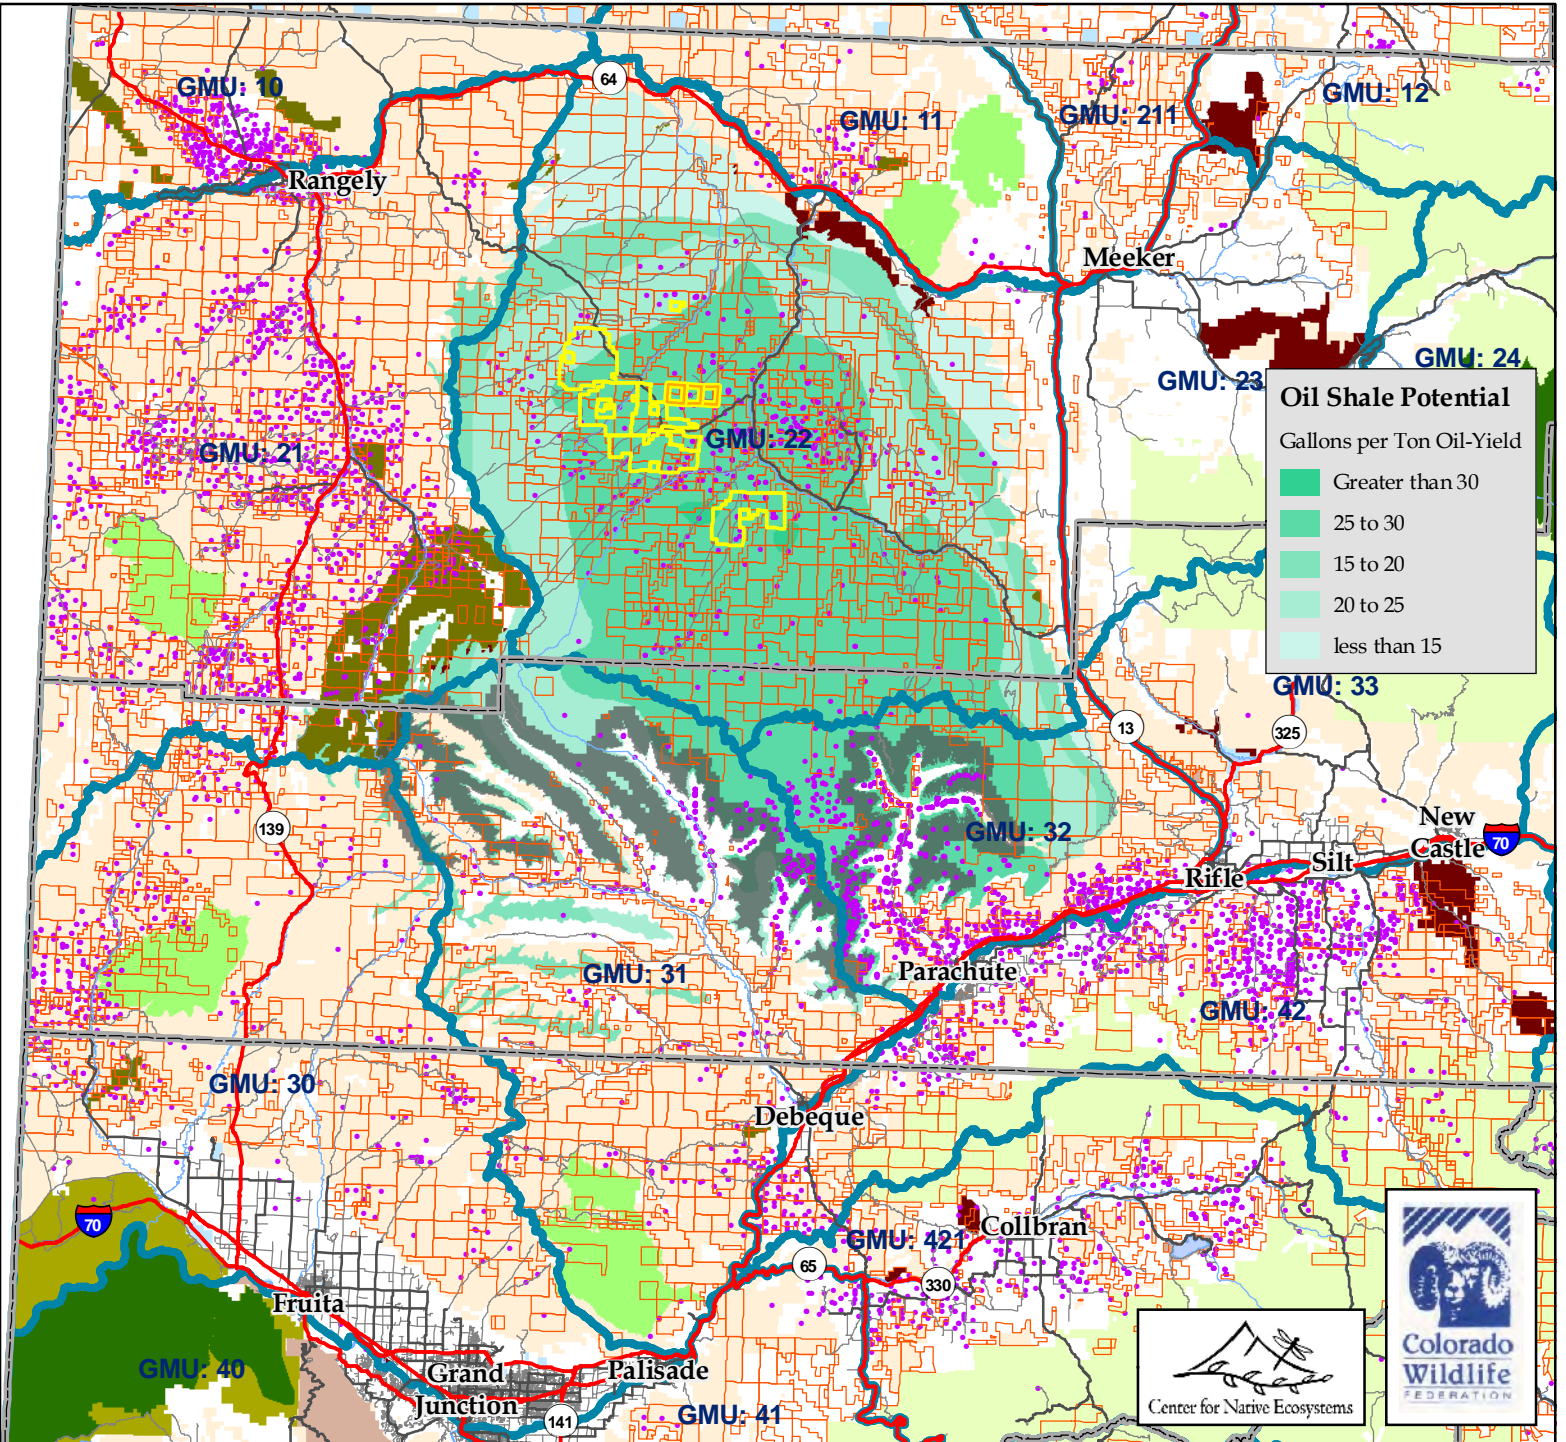 64
GMU: 10
GMU: 12
GMU: 211
GMU: 11
Rangely
Meeker
GMU: 24
GMU: 23
Oil Shale Potential
Gallons per Ton Oil-Yield
Greater than 30
25 to 30
15 to 20
20 to 25
less than 15
GMU: 22
GMU: 21
GMU: 33
13
325
139
GMU: 32
New
Castle
70
Silt
Rifle
Parachute
GMU: 31
GMU: 42
GMU: 30
Debeque
70
Collbran
GMU: 421
65
330
Fruita
GMU: 40
Grand
Junction
Palisade
141
GMU: 41
Center for Native Ecosystems
Colorado
Wildlife
FEDERATION